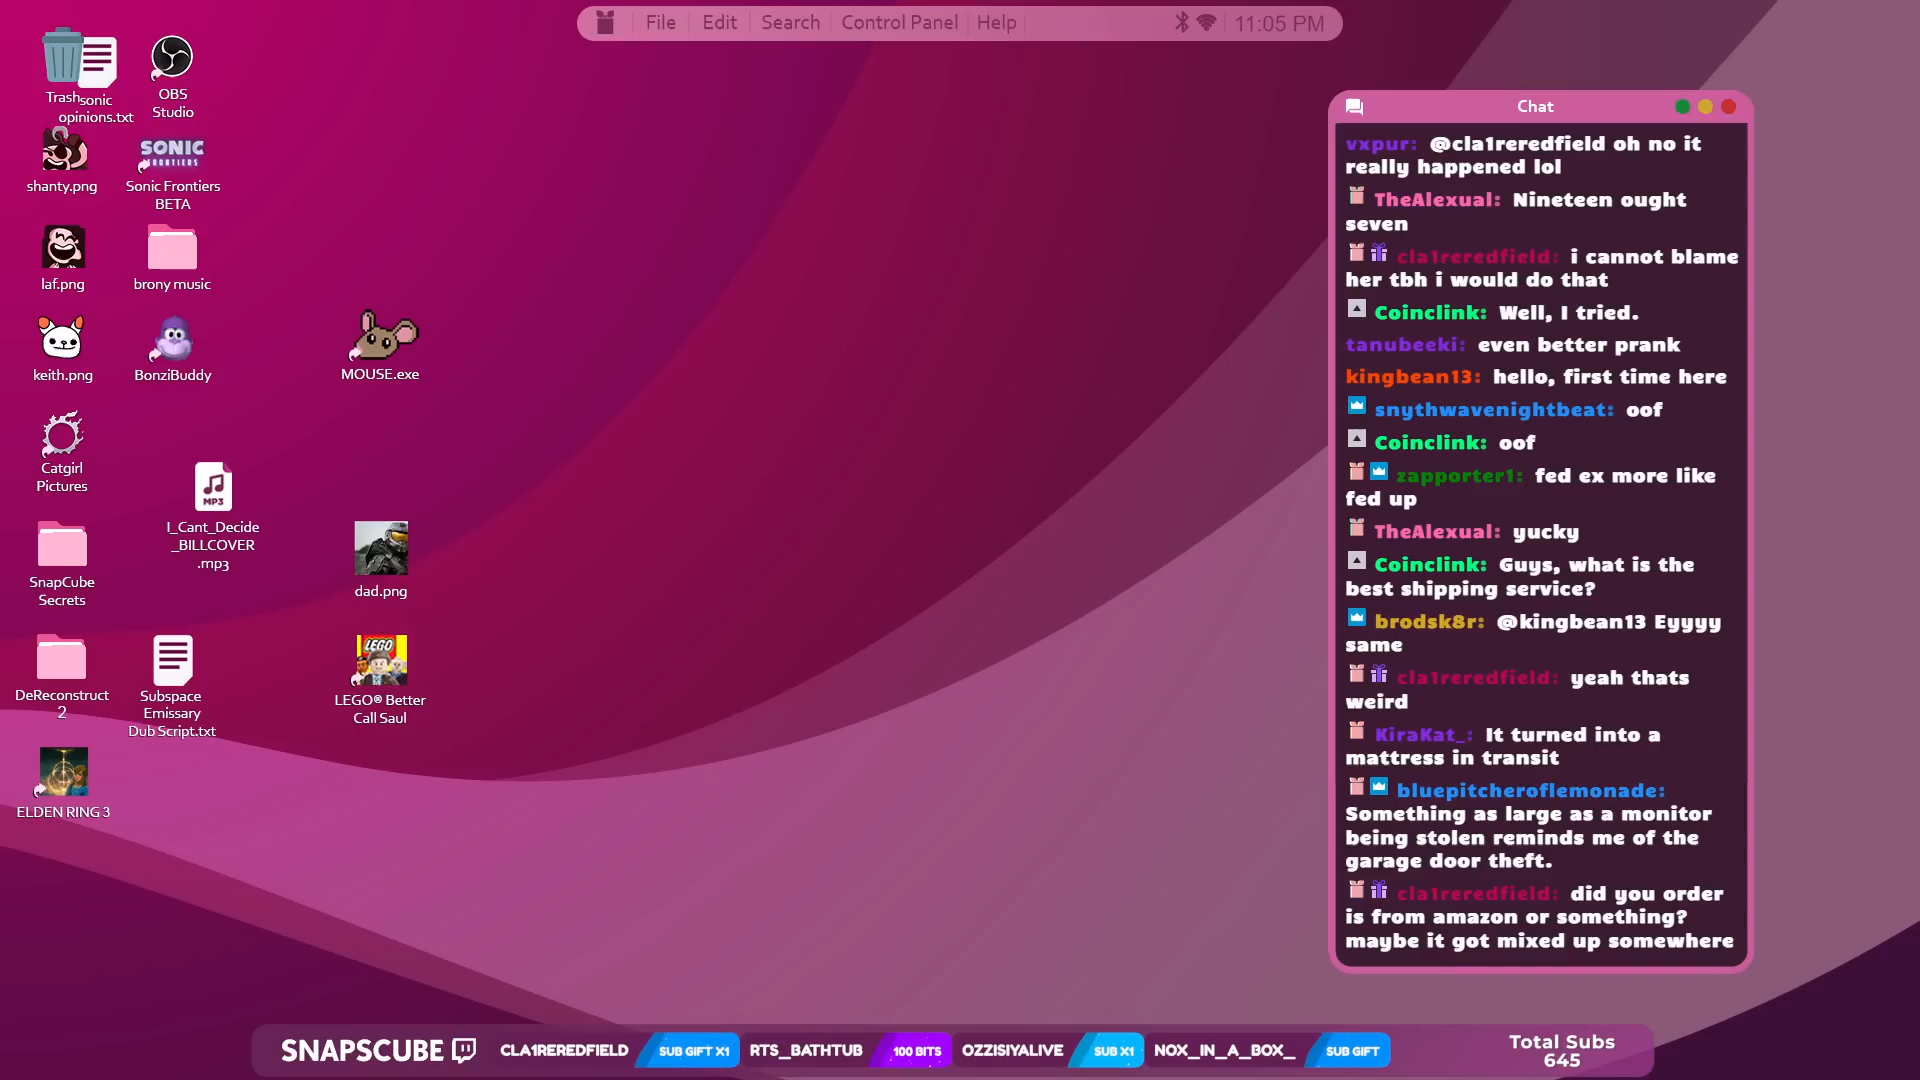 File
Edit
Search
Control Panel
Help
11:05 PM
Trash
sonic
opinions.txt
OBS
Studio
shanty.png
SONIC
FRONTIERS
Sonic Frontiers
BETA
laf.png
brony music
keith.png
BonziBuddy
MOUSE.exe
Catgirl
Pictures
MP3
I_Cant_Decide
_BILLCOVER
.mp3
SnapCube
Secrets
dad.png
DeReconstruct
2
Subspace
Emissary
Dub Script.txt
LEGO
LEGO® Better
Call Saul
ELDEN RING 3
Chat
vxpur: @cla1reredfield oh no it
really happened lol
TheAlexual: Nineteen ought
seven
cla1reredfield: i cannot blame
her tbh i would do that
Coinclink: Well, I tried.
tanubeeki: even better prank
kingbean13: hello, first time here
snythwavenightbeat: oof
Coinclink: oof
zapporter1: fed ex more like
fed up
TheAlexual: yucky
Coinclink: Guys, what is the
best shipping service?
brodsk8r: @kingbean13 Eyyyy
same
cla1reredfield: yeah thats
weird
KiraKat_: It turned into a
mattress in transit
bluepitcheroflemonade:
Something as large as a monitor
being stolen reminds me of the
garage door theft.
cla1reredfield: did you order
is from amazon or something?
maybe it got mixed up somewhere
SNAPSCUBE
CLA1REREDFIELD SUB GIFT X1
RTS_BATHTUB 100 BITS
OZZISIYALIVE SUB X1
NOX_IN_A_BOX_ SUB GIFT
Total Subs
645